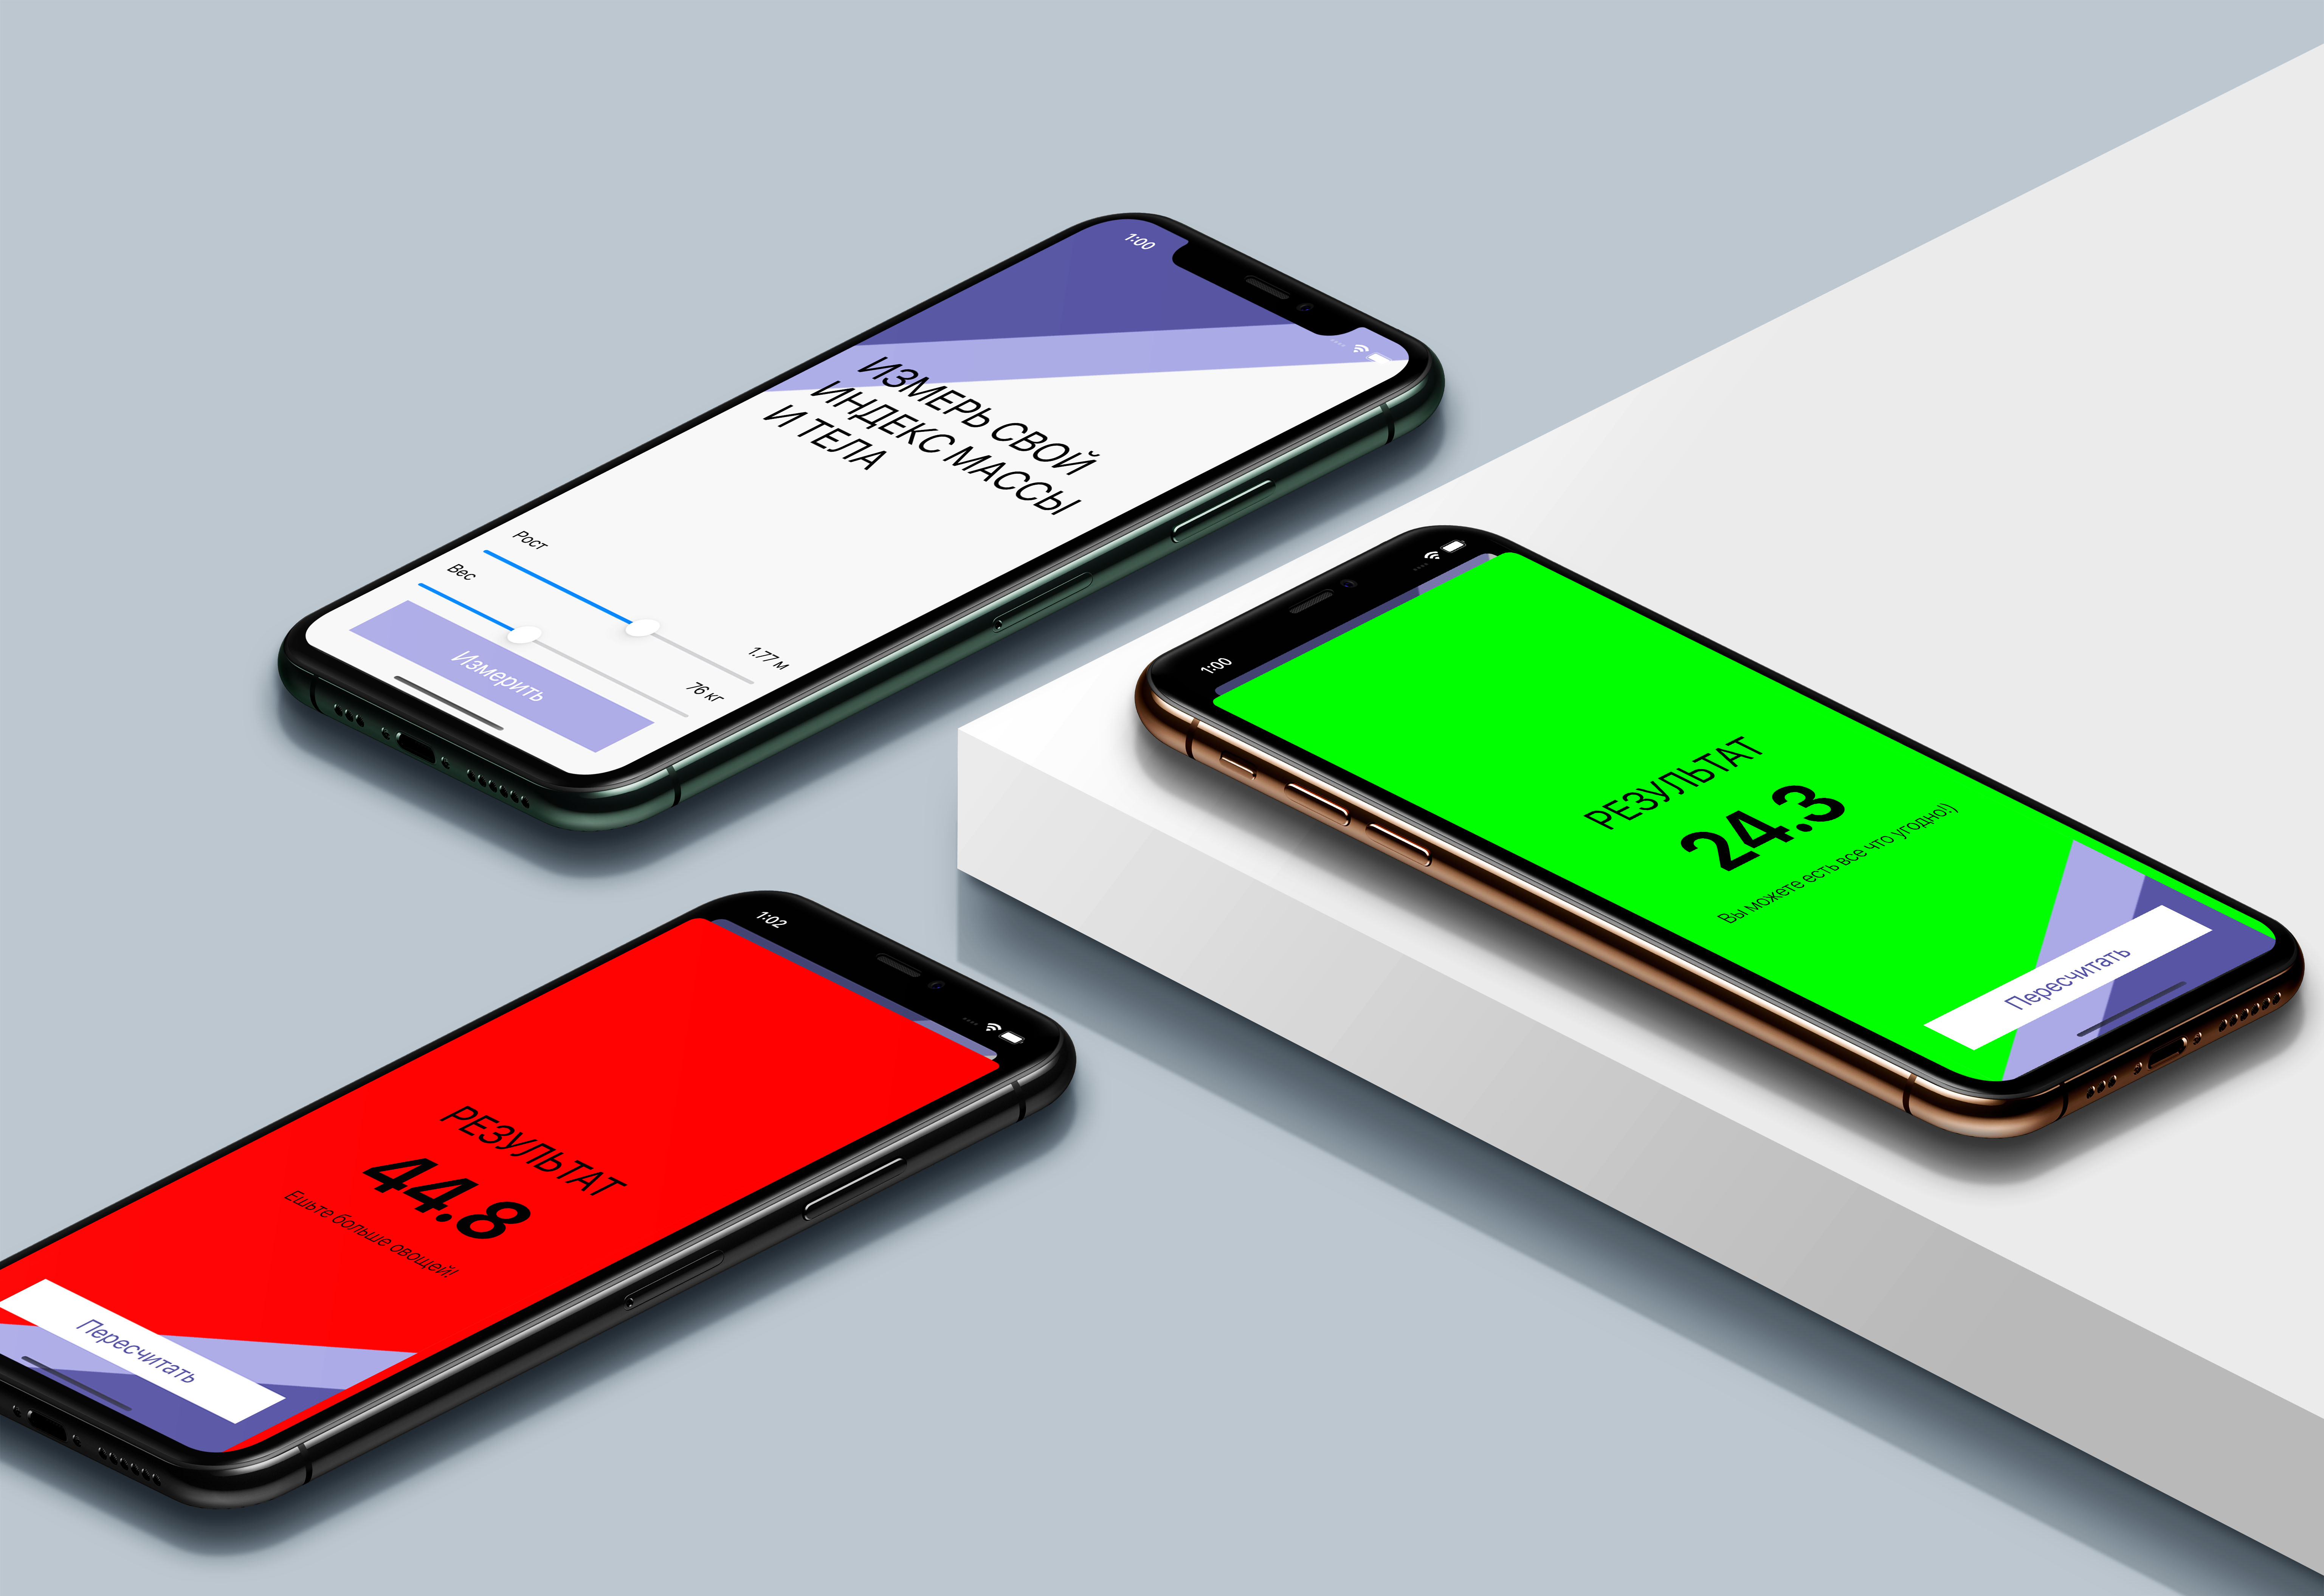 1:00
ИЗМЕРЬ СВОЙ
ИНДЕКС МАССЫ
И ТЕЛА
Рост
1.77 м
Вес
76 кг
Измерить
1:00
РЕЗУЛЬТАТ
24.3
Вы можете есть все что угодно!)
Пересчитать
1:02
РЕЗУЛЬТАТ
44.8
Ешьте больше овощей!
Пересчитать